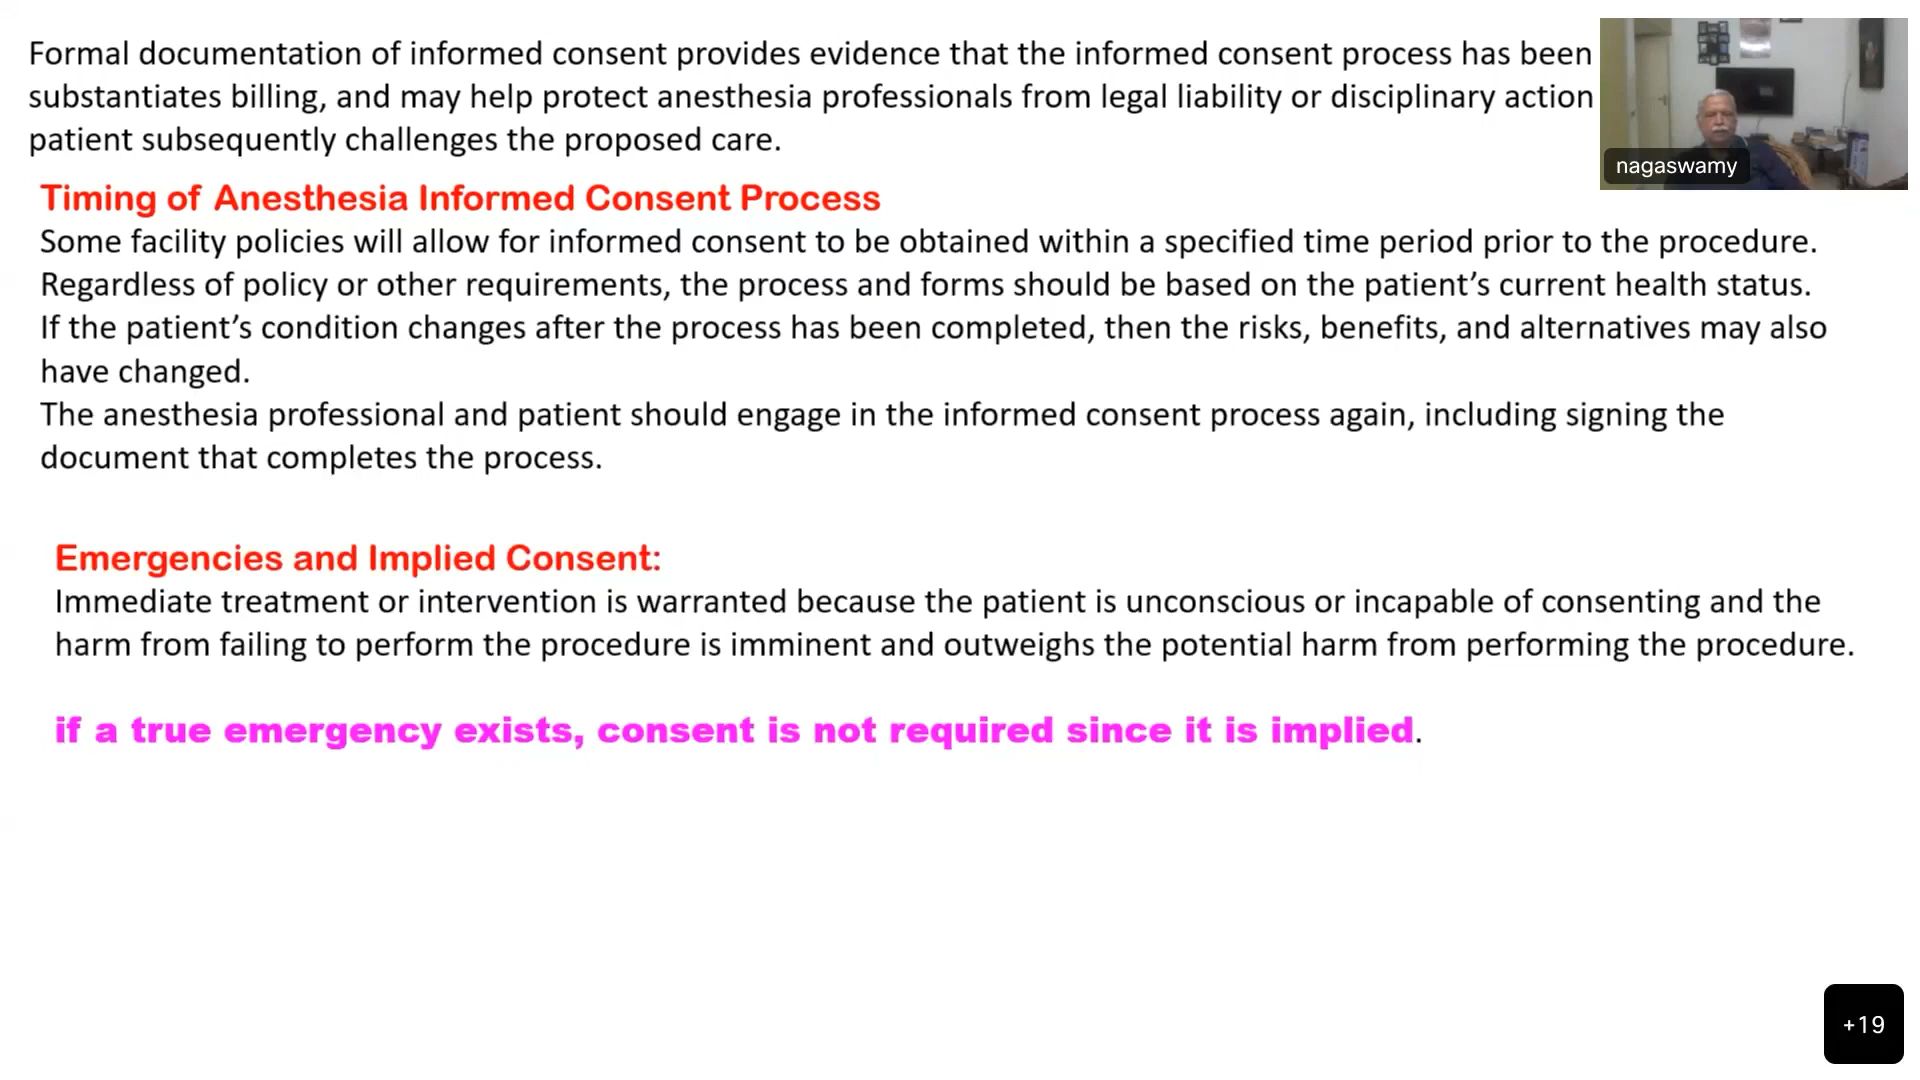 Formal documentation of informed consent provides evidence that the informed consent process has been
substantiates billing, and may help protect anesthesia professionals from legal liability or disciplinary action
patient subsequently challenges the proposed care.
nagaswamy
Timing of Anesthesia Informed Consent Process
Some facility policies will allow for informed consent to be obtained within a specified time period prior to the procedure.
Regardless of policy or other requirements, the process and forms should be based on the patient’s current health status.
If the patient’s condition changes after the process has been completed, then the risks, benefits, and alternatives may also
have changed.
The anesthesia professional and patient should engage in the informed consent process again, including signing the
document that completes the process.
Emergencies and Implied Consent:
Immediate treatment or intervention is warranted because the patient is unconscious or incapable of consenting and the
harm from failing to perform the procedure is imminent and outweighs the potential harm from performing the procedure.
if a true emergency exists, consent is not required since it is implied.
+19